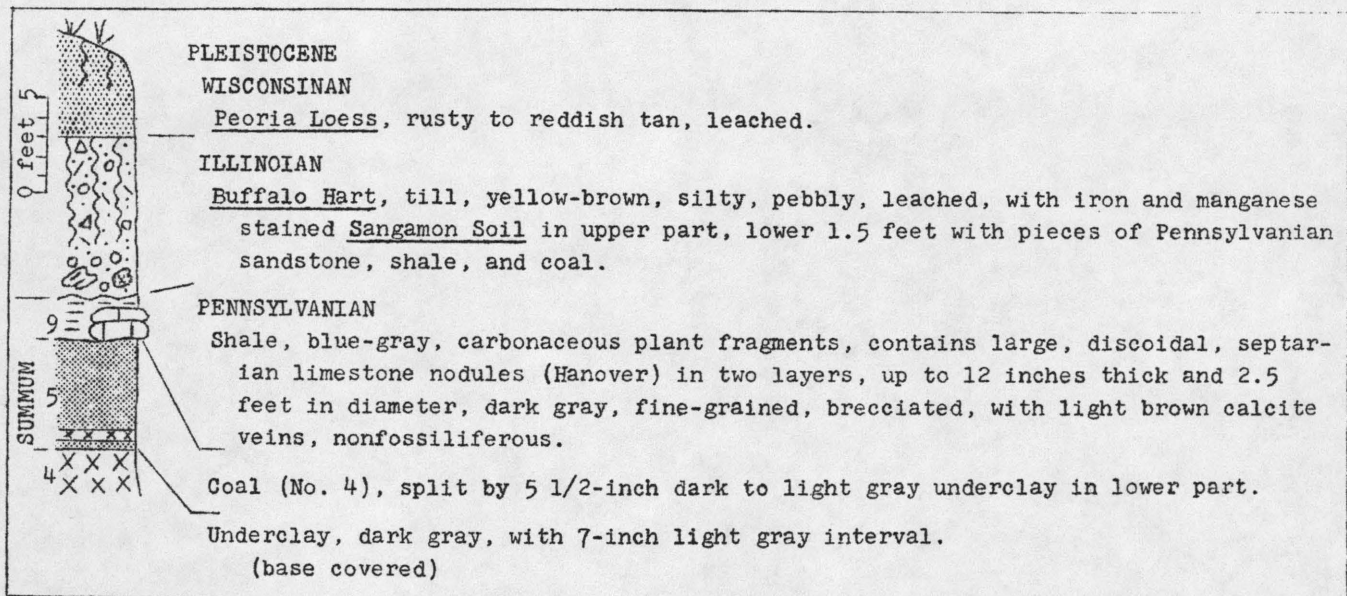 PLEISTOCENE
WISCONSINAN
Peoria Loess, rusty to reddish tan, leached.
0 feet 5
ILLINOIAN
Buffalo Hart, till, yellow-brown, silty, pebbly, leached, with iron and manganese
stained Sangamon Soil in upper part, lower 1.5 feet with pieces of Pennsylvanian
sandstone, shale, and coal.
PENNSYLVANIAN
9
Shale, blue-gray, carbonaceous plant fragments, contains large, discoidal, septar-
ian limestone nodules (Hanover) in two layers, up to 12 inches thick and 2.5
feet in diameter, dark gray, fine-grained, brecciated, with light brown calcite
veins, nonfossiliferous.
SUMMUM
5
4
Coal (No. 4), split by 5 1/2-inch dark to light gray underclay in lower part.
Underclay, dark gray, with 7-inch light gray interval.
(base covered)